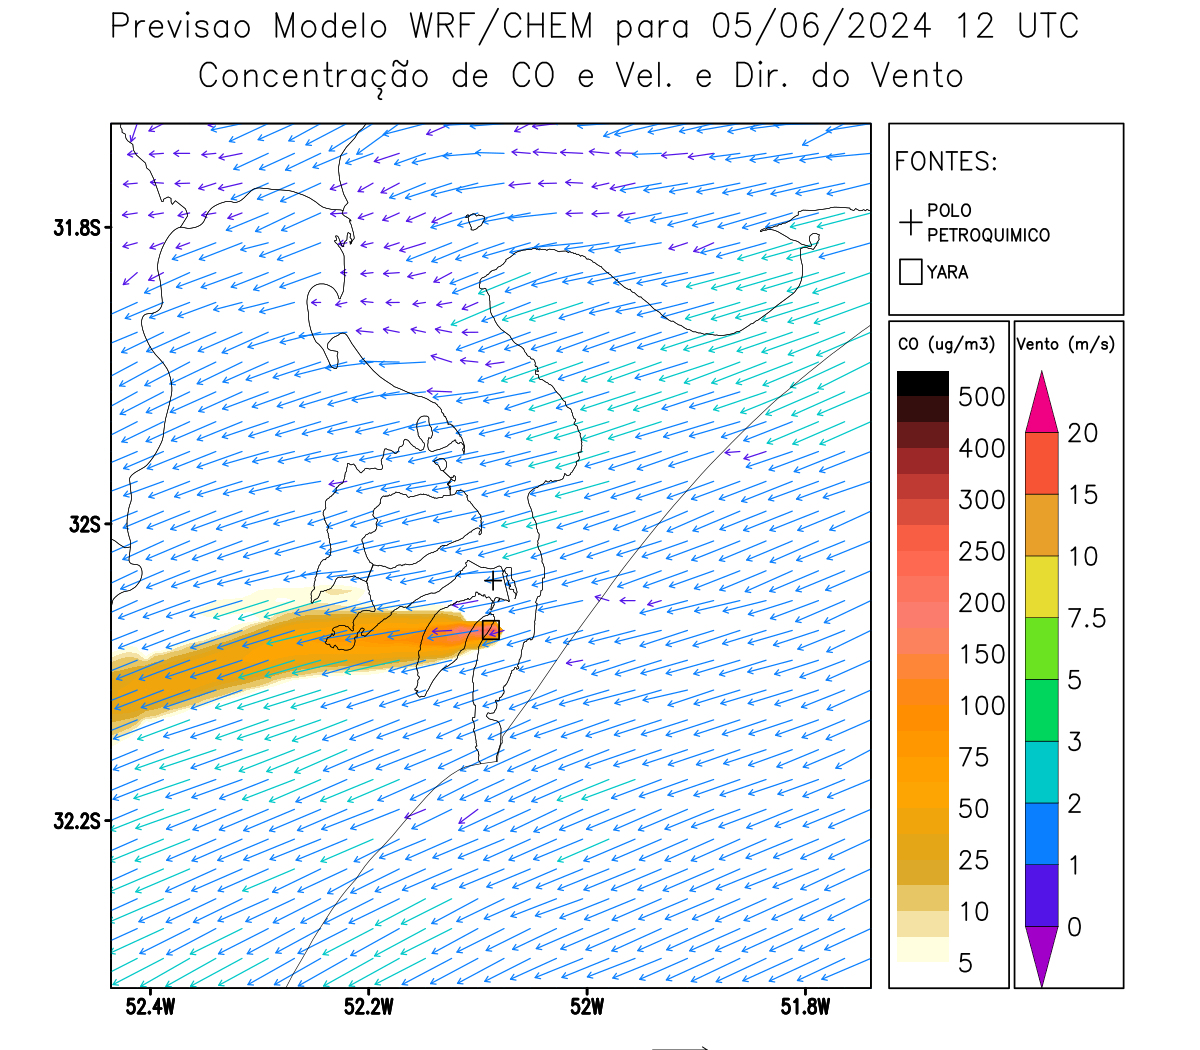 Previsao Modelo WRF/CHEM para 05/06/2024 12 UTC
Concentração de CO e Vel. e Dir. do Vento
FONTES:
POLO
PETROQUIMICO
YARA
CO (ug/m3)
500
400
300
250
200
150
100
75
50
25
10
5
Vento (m/s)
20
15
10
7.5
5
3
2
1
0
31.8S
32S
32.2S
52.4W
52.2W
52W
51.8W